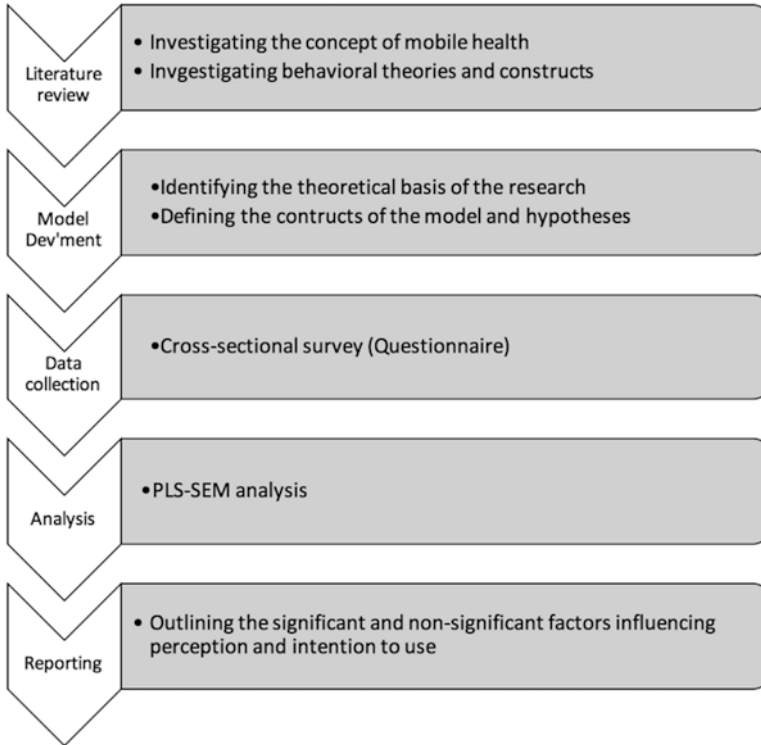 Literature
review
• Investigating the concept of mobile health
• Invgestigating behavioral theories and constructs
Model
Dev'ment
•Identifying the theoretical basis of the research
•Defining the contructs of the model and hypotheses
Data
collection
•Cross-sectional survey (Questionnaire)
Analysis
•PLS-SEM analysis
Reporting
• Outlining the significant and non-significant factors influencing
perception and intention to use